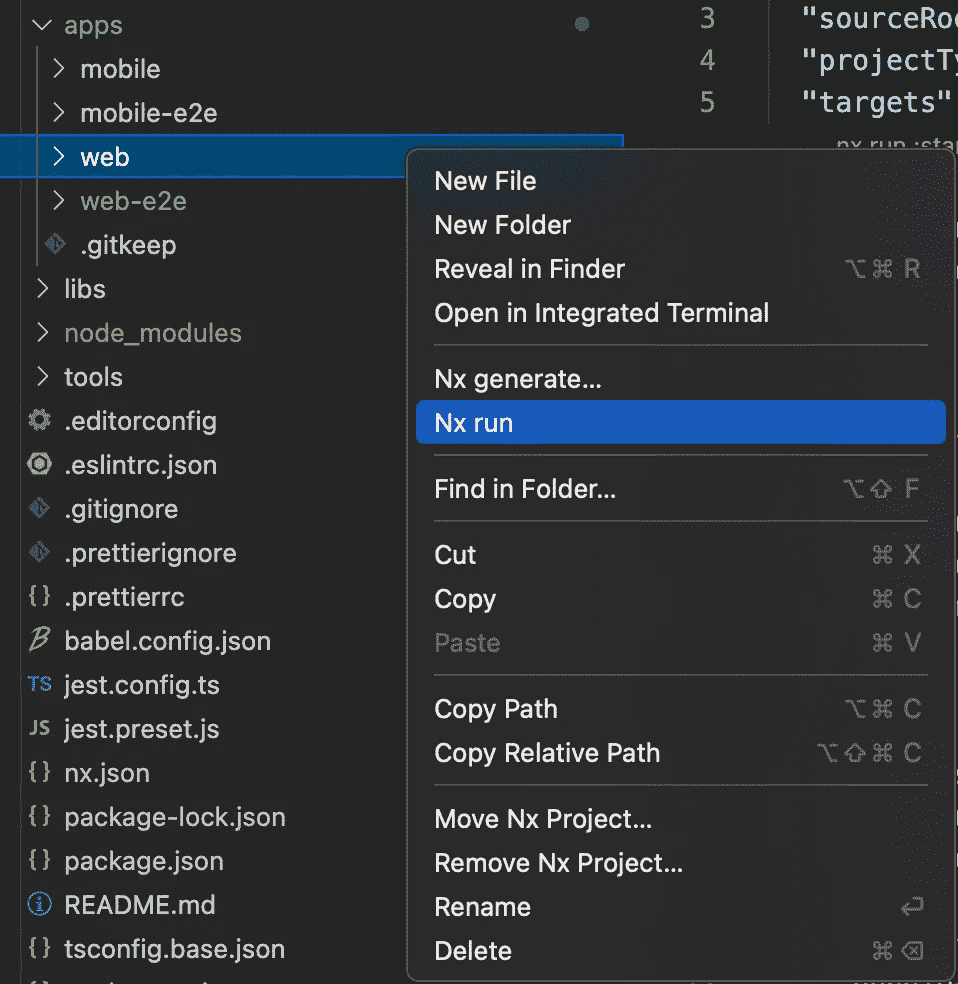 apps
mobile
mobile-e2e
web
web-e2e
.gitkeep
libs
node_modules
tools
.editorconfig
.eslintrc.json
.gitignore
.prettierignore
.prettierrc
babel.config.json
TS jest.config.ts
JS jest.preset.js
nx.json
package-lock.json
package.json
README.md
tsconfig.base.json
3 "sourceRoo
4 "projectTy
5 "targets"
New File
New Folder
Reveal in Finder ⌥⌘ R
Open in Integrated Terminal
Nx generate...
Nx run
Find in Folder... ⌥⇧ F
Cut ⌘ X
Copy ⌘ C
Paste ⌘ V
Copy Path ⌥⌘ C
Copy Relative Path ⌥⇧⌘ C
Move Nx Project...
Remove Nx Project...
Rename ↩
Delete ⌘⌫